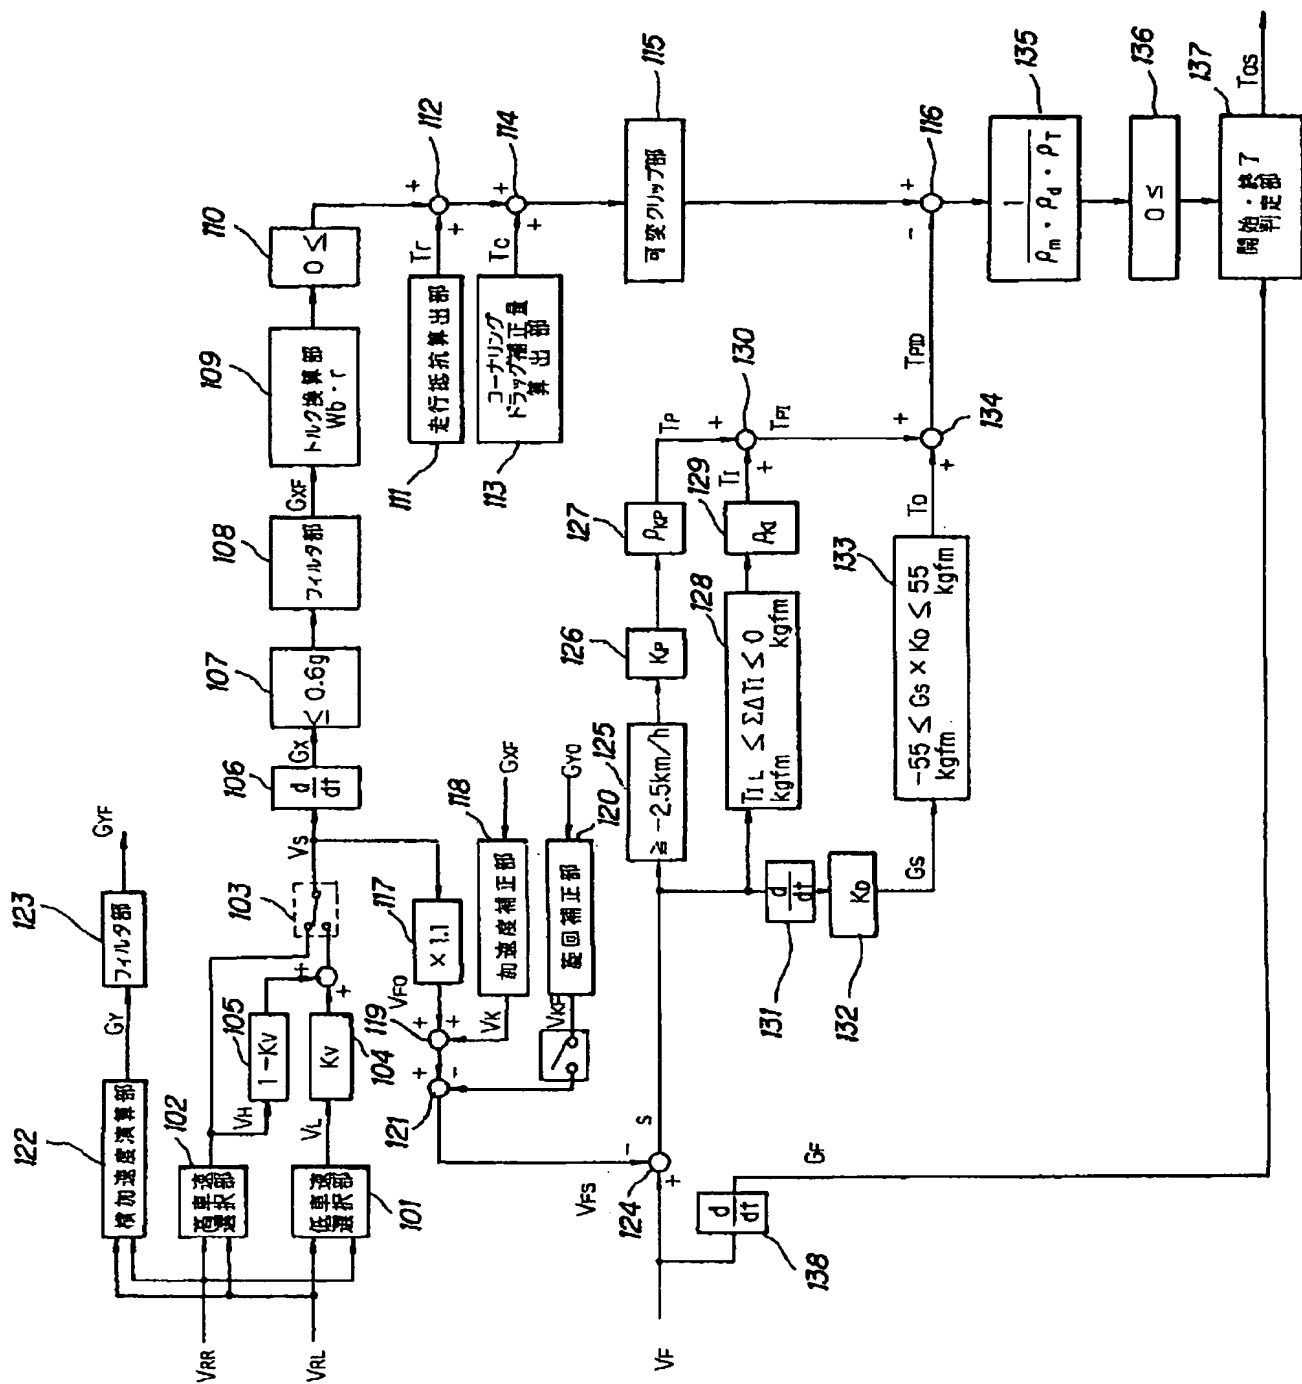 VRR
VRL
横加速度演算部
122
GY
フィルタ部
123
GYF
高車速
選択部
102
低車速
選択部
101
VH
VL
1-KV
105
KV
104
+
+
103
VS
d
dt
106
GX
≤ 0.6g
107
フィルタ部
108
GXF
トルク換算部
Wb・r
109
0 ≤
110
走行抵抗算出部
111
Tr
+
+
112
コーナリング
ドラッグ補正量
算出部
113
Tc
+
+
114
可変クリップ部
115
× 1.1
117
VFO
加速度補正部
118
GXF
VK
+
+
119
旋回補正部
120
GYO
VKF
+
-
121
VFS
VF
-
+
124
S
≧ -2.5km/h
125
KP
126
ρKP
127
TP
TIL ≤ ΣΔTI ≤ 0
kgfm
kgfm
128
ρKI
129
TI
+
+
130
TPI
d
dt
131
KD
132
GS
-55 ≤ GS × KD ≤ 55
kgfm
kgfm
133
TD
+
+
134
TPID
+
-
116
1
ρm・ρd・ρT
135
0 ≤
136
開始・終了
判定部
137
TOS
d
dt
138
GF